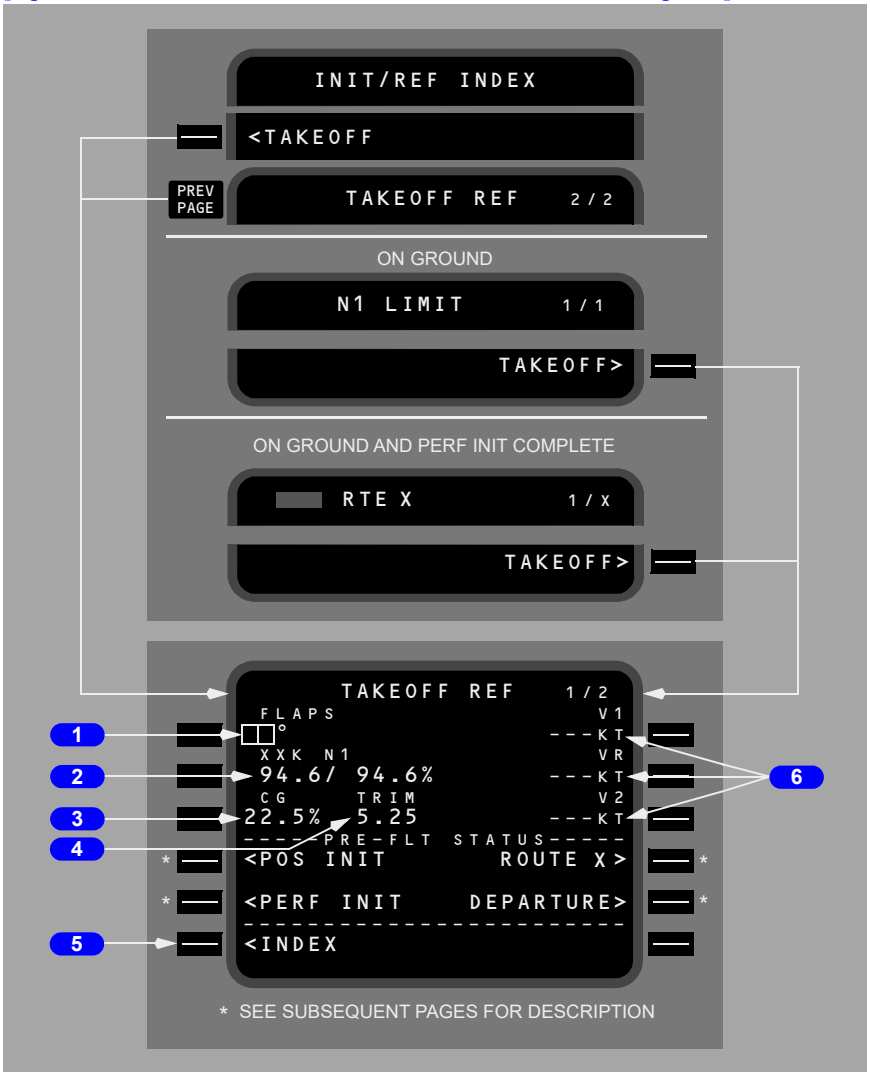 INIT/REF INDEX
<TAKEOFF
PREV
PAGE
TAKEOFF REF 2/2
ON GROUND
N1 LIMIT 1/1
TAKEOFF>
ON GROUND AND PERF INIT COMPLETE
RTE X 1/X
TAKEOFF>
TAKEOFF REF 1/2
FLAPS V1
1 ° ---KT
XXK N1 VR
2 94.6/ 94.6% ---KT 6
CG TRIM V2
3 22.5% 5.25 ---KT
4 -----PRE-FLT STATUS-----
* <POS INIT ROUTE X> *
* <PERF INIT DEPARTURE> *
------------------------
5 <INDEX
* SEE SUBSEQUENT PAGES FOR DESCRIPTION